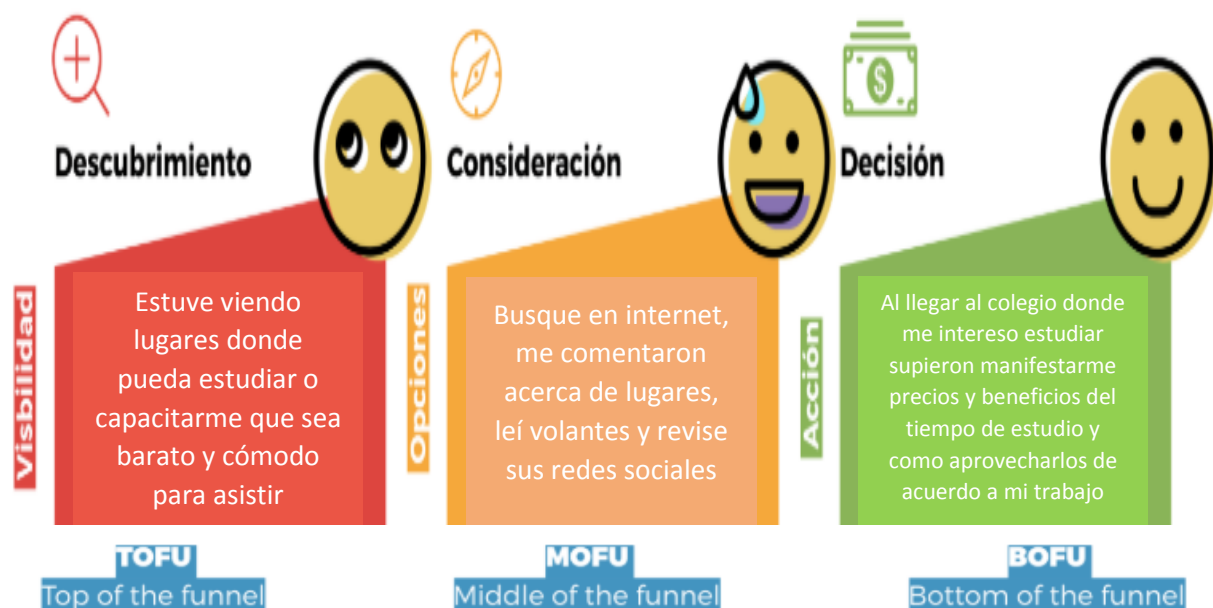 Descubrimiento
Visbilidad
Estuve viendo
lugares donde
pueda estudiar o
capacitarme que sea
barato y cómodo
para asistir
TOFU
Top of the funnel
Consideración
Opciones
Busque en internet,
me comentaron
acerca de lugares,
leí volantes y revise
sus redes sociales
MOFU
Middle of the funnel
$
Decisión
Acción
Al llegar al colegio donde
me intereso estudiar
supieron manifestarme
precios y beneficios del
tiempo de estudio y
como aprovecharlos de
acuerdo a mi trabajo
BOFU
Bottom of the funnel